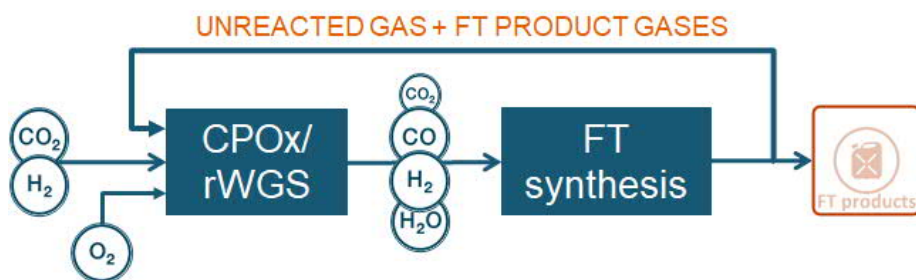 UNREACTED GAS + FT PRODUCT GASES
CO₂
H₂
O₂
CPOx/
rWGS
CO₂
CO
H₂
H₂O
FT
synthesis
FT products